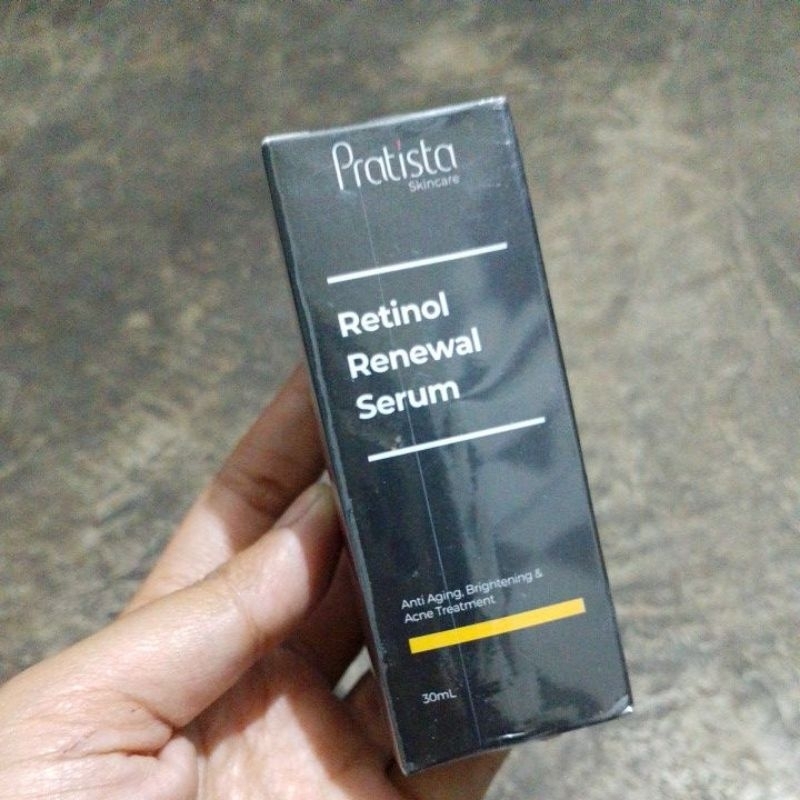 Pratista
Skincare
Retinol
Renewal
Serum
Anti Aging, Brightening &
Acne Treatment
30mL